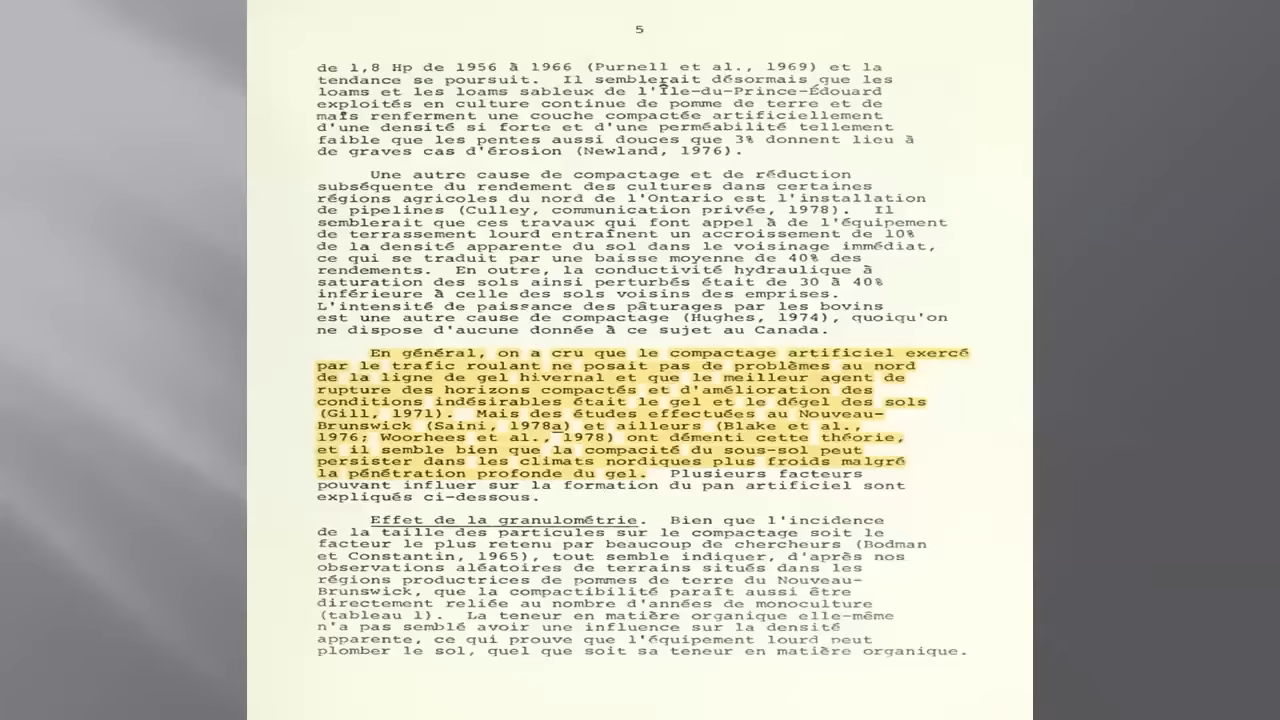 5
de 1,8 Hp de 1956 à 1966 (Purnell et al., 1969) et la
tendance se poursuit. Il semblerait désormais que les
loams et les loams sableux de l'Île-du-Prince-Édouard
exploités en culture continue de pomme de terre et de
maïs renferment une couche compactée artificiellement
d'une densité si forte et d'une perméabilité tellement
faible que les pentes aussi douces que 3% donnent lieu à
de graves cas d'érosion (Newland, 1976).
Une autre cause de compactage et de réduction
subséquente du rendement des cultures dans certaines
régions agricoles du nord de l'Ontario est l'installation
de pipelines (Culley, communication privée, 1978). Il
semblerait que ces travaux qui font appel à de l'équipement
de terrassement lourd entraînent un accroissement de 10%
de la densité apparente du sol dans le voisinage immédiat,
ce qui se traduit par une baisse moyenne de 40% des
rendements. En outre, la conductivité hydraulique à
saturation des sols ainsi perturbés était de 30 à 40%
inférieure à celle des sols voisins des emprises.
L'intensité de paissance des pâturages par les bovins
est une autre cause de compactage (Hughes, 1974), quoiqu'on
ne dispose d'aucune donnée à ce sujet au Canada.
En général, on a cru que le compactage artificiel exercé
par le trafic roulant ne posait pas de problèmes au nord
de la ligne de gel hivernal et que le meilleur agent de
rupture des horizons compactés et d'amélioration des
conditions indésirables était le gel et le dégel des sols
(Gill, 1971). Mais des études effectuées au Nouveau-
Brunswick (Saini, 1978a) et ailleurs (Blake et al.,
1976; Woorhees et al., 1978) ont démenti cette théorie,
et il semble bien que la compacité du sous-sol peut
persister dans les climats nordiques plus froids malgré
la pénétration profonde du gel. Plusieurs facteurs
pouvant influer sur la formation du pan artificiel sont
expliqués ci-dessous.
Effet de la granulométrie. Bien que l'incidence
de la taille des particules sur le compactage soit le
facteur le plus retenu par beaucoup de chercheurs (Bodman
et Constantin, 1965), tout semble indiquer, d'après nos
observations aléatoires de terrains situés dans les
régions productrices de pommes de terre du Nouveau-
Brunswick, que la compactibilité paraît aussi être
directement reliée au nombre d'années de monoculture
(tableau 1). La teneur en matière organique elle-même
n'a pas semblé avoir une influence sur la densité
apparente, ce qui prouve que l'équipement lourd peut
plomber le sol, quel que soit sa teneur en matière organique.